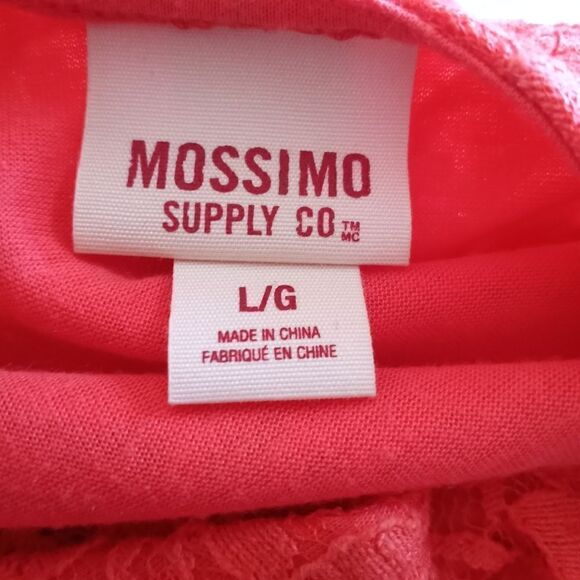 MOSSIMO
SUPPLY CO TM MC
L/G
MADE IN CHINA
FABRIQUÉ EN CHINE